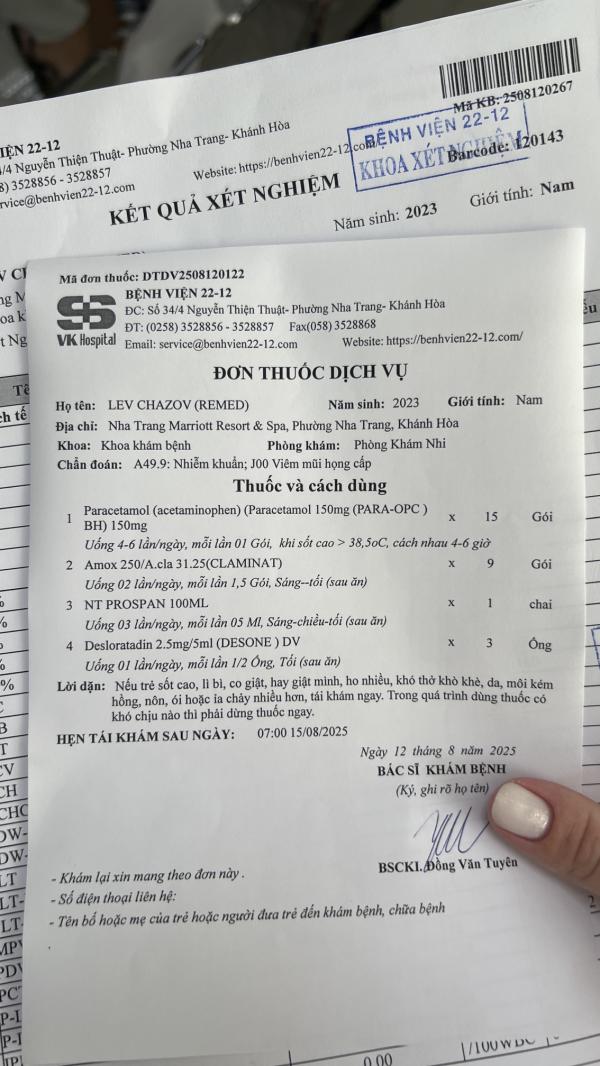 Mã KB: 2508120267
BỆNH VIỆN 22-12
KHOA XÉT NGHIỆM
Barcode: 120143
IỆN 22-12
4/4 Nguyễn Thiện Thuật- Phường Nha Trang- Khánh Hòa
8) 3528856 - 3528857
Website: https://benhvien22-12.com
rvice@benhvien22-12.com
KẾT QUẢ XÉT NGHIỆM
Năm sinh: 2023
Giới tính: Nam
Mã đơn thuốc: DTDV2508120122
BỆNH VIỆN 22-12
ĐC: Số 34/4 Nguyễn Thiện Thuật- Phường Nha Trang- Khánh Hòa
ĐT: (0258) 3528856 - 3528857 Fax(058) 3528868
VK Hospital
Email: service@benhvien22-12.com Website: https://benhvien22-12.com/
ĐƠN THUỐC DỊCH VỤ
Họ tên: LEV CHAZOV (REMED) Năm sinh: 2023 Giới tính: Nam
Địa chỉ: Nha Trang Marriott Resort & Spa, Phường Nha Trang, Khánh Hòa
Khoa: Khoa khám bệnh Phòng khám: Phòng Khám Nhi
Chẩn đoán: A49.9: Nhiễm khuẩn; J00 Viêm mũi họng cấp
Thuốc và cách dùng
1 Paracetamol (acetaminophen) (Paracetamol 150mg (PARA-OPC ) x 15 Gói
BH) 150mg
Uống 4-6 lần/ngày, mỗi lần 01 Gói, khi sốt cao > 38,5oC, cách nhau 4-6 giờ
2 Amox 250/A.cla 31.25(CLAMINAT) x 9 Gói
Uống 02 lần/ngày, mỗi lần 1,5 Gói, Sáng--tối (sau ăn)
3 NT PROSPAN 100ML x 1 chai
Uống 03 lần/ngày, mỗi lần 05 Ml, Sáng-chiều-tối (sau ăn)
4 Desloratadin 2.5mg/5ml (DESONE ) DV x 3 Ống
Uống 01 lần/ngày, mỗi lần 1/2 Ống, Tối (sau ăn)
Lời dặn: Nếu trẻ sốt cao, li bì, co giật, hay giật mình, ho nhiều, khó thở khò khè, da, môi kém
hồng, nôn, ói hoặc ỉa chảy nhiều hơn, tái khám ngay. Trong quá trình dùng thuốc có
khó chịu nào thì phải dừng thuốc ngay.
HẸN TÁI KHÁM SAU NGÀY: 07:00 15/08/2025
Ngày 12 tháng 8 năm 2025
BÁC SĨ KHÁM BỆNH
(Ký, ghi rõ họ tên)
BSCKI. Đồng Văn Tuyên
- Khám lại xin mang theo đơn này .
- Số điện thoại liên hệ:
- Tên bố hoặc mẹ của trẻ hoặc người đưa trẻ đến khám bệnh, chữa bệnh
0.00
/100WBC